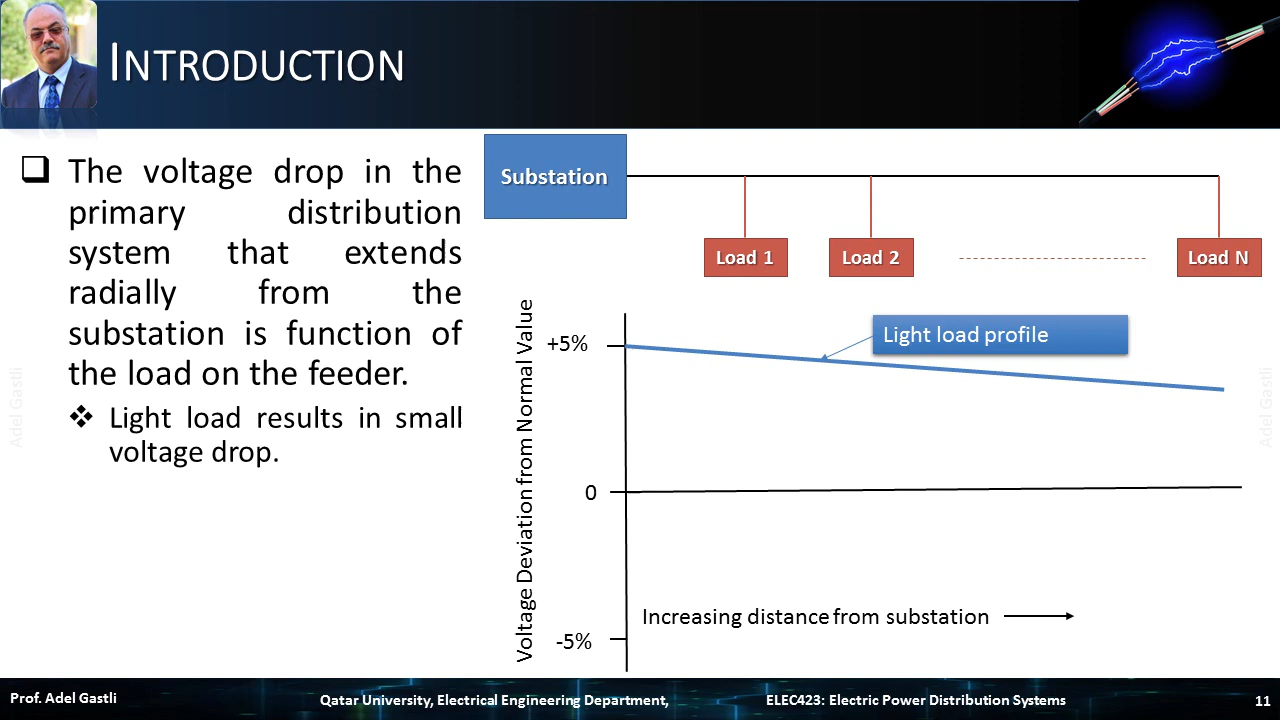 INTRODUCTION
❑ The voltage drop in the
primary distribution
system that extends
radially from the
substation is function of
the load on the feeder.
❖ Light load results in small
voltage drop.
Substation
Load 1
Load 2
Load N
Voltage Deviation from Normal Value
+5%
Light load profile
0
Increasing distance from substation
-5%
Adel Gastli
Adel Gastli
Prof. Adel Gastli
Qatar University, Electrical Engineering Department,
ELEC423: Electric Power Distribution Systems
11